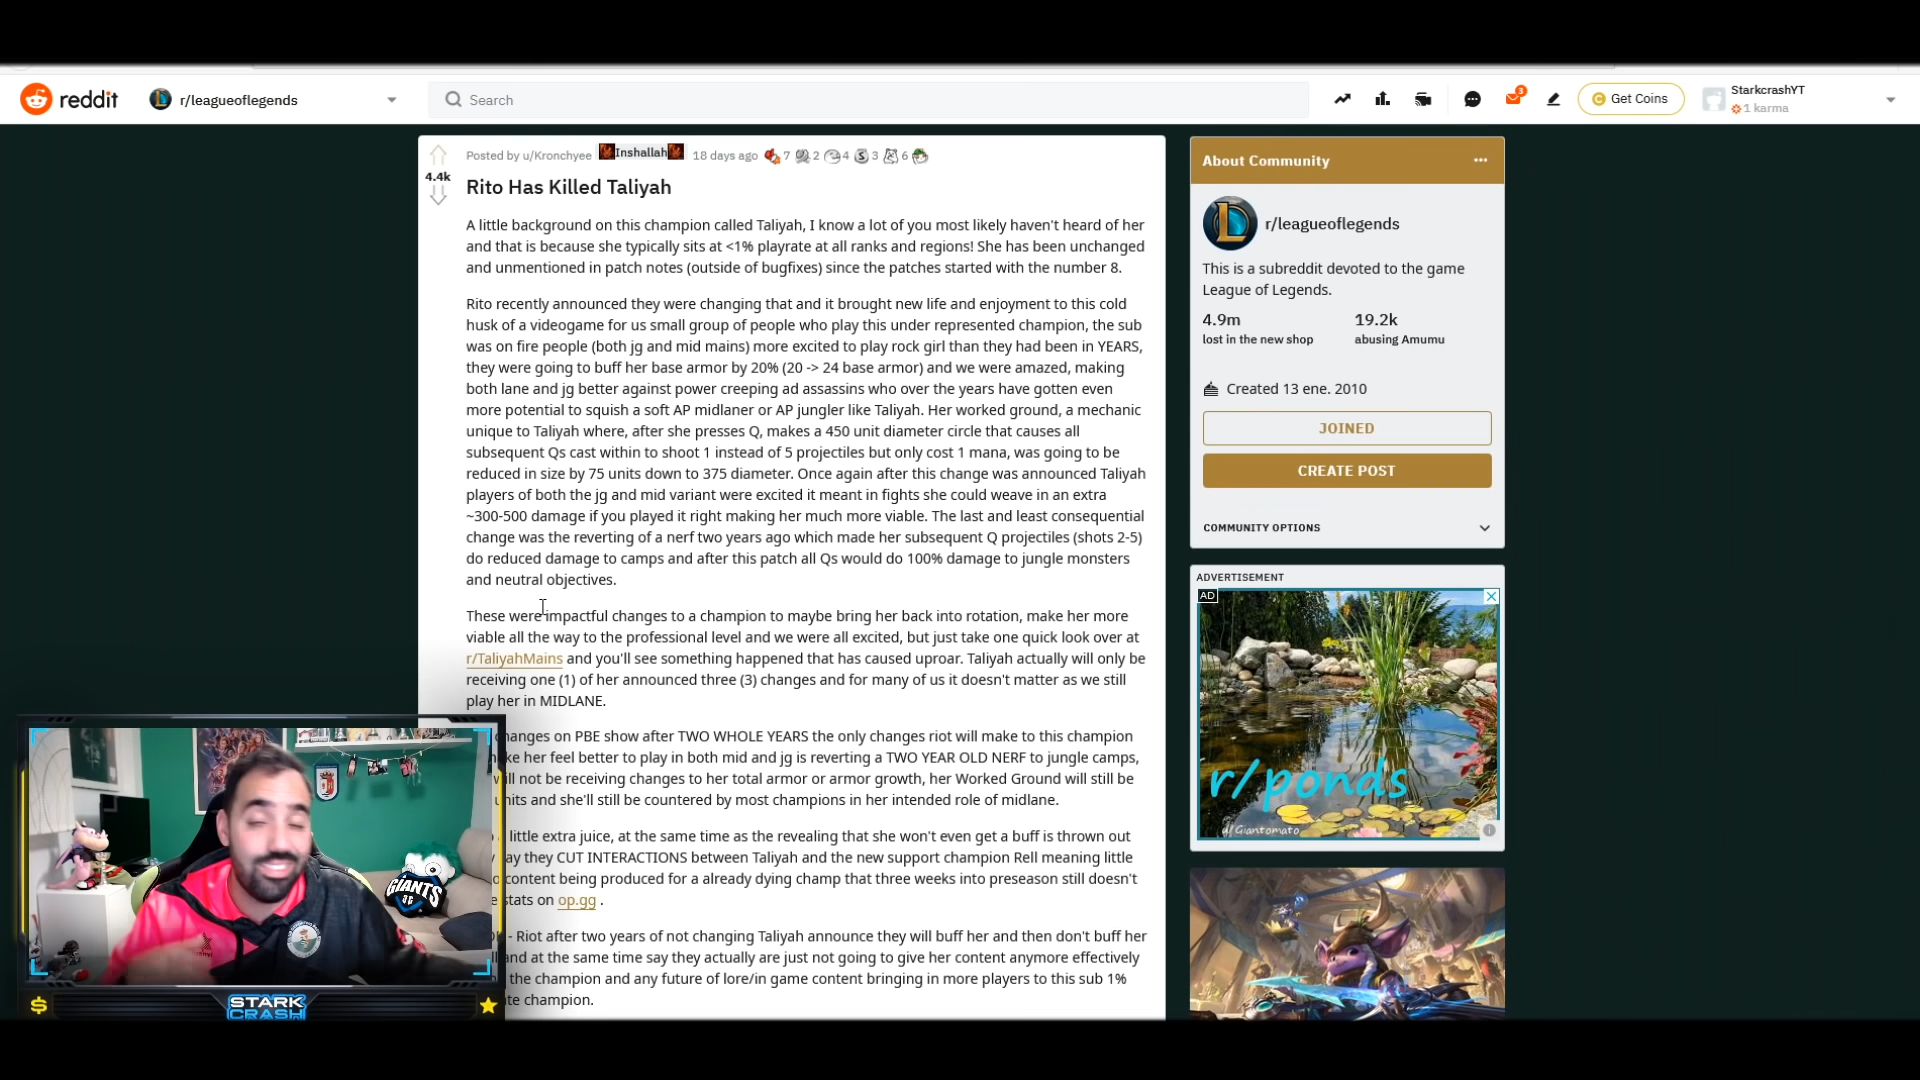 reddit
r/leagueoflegends
Search
3
Get Coins
StarkcrashYT
1 karma
4.4k
Posted by u/Kronchyee Inshallah 18 days ago 7 2 4 3 6
Rito Has Killed Taliyah
A little background on this champion called Taliyah, I know a lot of you most likely haven't heard of her
and that is because she typically sits at <1% playrate at all ranks and regions! She has been unchanged
and unmentioned in patch notes (outside of bugfixes) since the patches started with the number 8.
Rito recently announced they were changing that and it brought new life and enjoyment to this cold
husk of a videogame for us small group of people who play this under represented champion, the sub
was on fire people (both jg and mid mains) more excited to play rock girl than they had been in YEARS,
they were going to buff her base armor by 20% (20 -> 24 base armor) and we were amazed, making
both lane and jg better against power creeping ad assassins who over the years have gotten even
more potential to squish a soft AP midlaner or AP jungler like Taliyah. Her worked ground, a mechanic
unique to Taliyah where, after she presses Q, makes a 450 unit diameter circle that causes all
subsequent Qs cast within to shoot 1 instead of 5 projectiles but only cost 1 mana, was going to be
reduced in size by 75 units down to 375 diameter. Once again after this change was announced Taliyah
players of both the jg and mid variant were excited it meant in fights she could weave in an extra
~300-500 damage if you played it right making her much more viable. The last and least consequential
change was the reverting of a nerf two years ago which made her subsequent Q projectiles (shots 2-5)
do reduced damage to camps and after this patch all Qs would do 100% damage to jungle monsters
and neutral objectives.
These were impactful changes to a champion to maybe bring her back into rotation, make her more
viable all the way to the professional level and we were all excited, but just take one quick look over at
r/TaliyahMains and you'll see something happened that has caused uproar. Taliyah actually will only be
receiving one (1) of her announced three (3) changes and for many of us it doesn't matter as we still
play her in MIDLANE.
changes on PBE show after TWO WHOLE YEARS the only changes riot will make to this champion
her feel better to play in both mid and jg is reverting a TWO YEAR OLD NERF to jungle camps,
will not be receiving changes to her total armor or armor growth, her Worked Ground will still be
units and she'll still be countered by most champions in her intended role of midlane.
little extra juice, at the same time as the revealing that she won't even get a buff is thrown out
they CUT INTERACTIONS between Taliyah and the new support champion Rell meaning little
content being produced for a already dying champ that three weeks into preseason still doesn't
stats on op.gg .
- Riot after two years of not changing Taliyah announce they will buff her and then don't buff her
and at the same time say they actually are just not going to give her content anymore effectively
the champion and any future of lore/in game content bringing in more players to this sub 1%
champion.
About Community
r/leagueoflegends
This is a subreddit devoted to the game
League of Legends.
4.9m
lost in the new shop
19.2k
abusing Amumu
Created 13 ene. 2010
JOINED
CREATE POST
COMMUNITY OPTIONS
ADVERTISEMENT
AD
r/ponds
u/Giantomato
GIANTS
STARK
CRASH